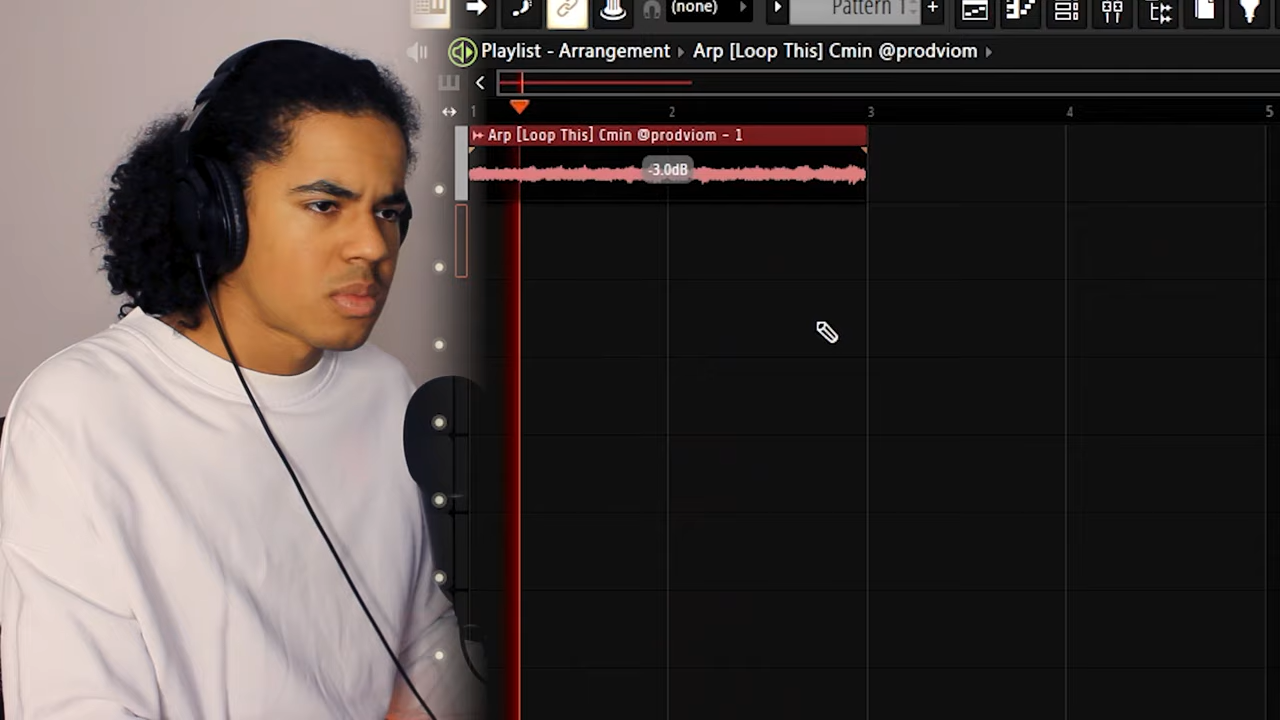 (none)
Pattern 1
+
Playlist - Arrangement
Arp [Loop This] Cmin @prodviom
1
2
3
4
5
Arp [Loop This] Cmin @prodviom - 1
-3.0dB